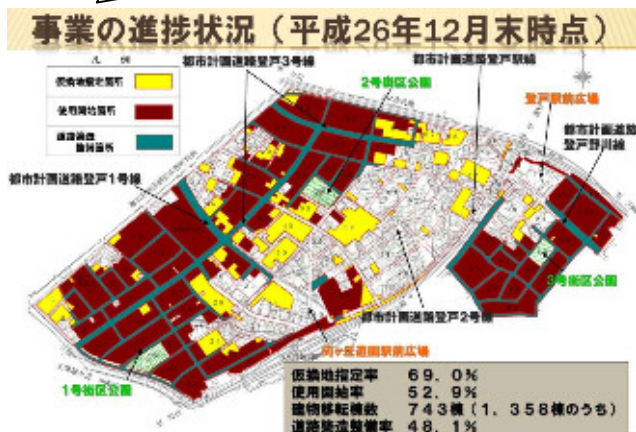 事業の進捗状況（平成26年12月末時点）
凡 例
仮換地指定箇所
使用開始箇所
都市計画道路登戸3号線
2号街区公園
都市計画道路登戸駅線
登戸駅前広場
都市計画道路
登戸野川線
都市計画道路登戸1号線
3号街区公園
都市計画道路登戸2号線
向ヶ丘遊園駅前広場
1号街区公園
仮換地指定率 69．0%
使用開始率 52．9%
建物移転棟数 743棟（1，358棟のうち）
道路築造整備率 48．1%